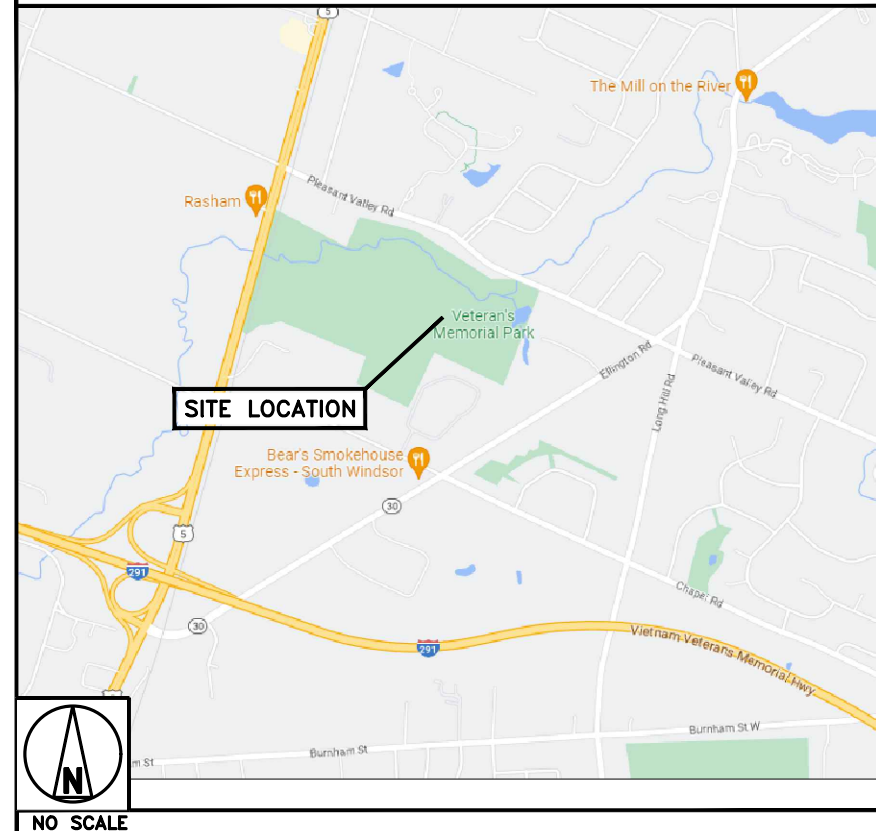 5
The Mill on the River
Pleasant Valley Rd
Rasham
Veteran's
Memorial Park
Ellington Rd
Pleasant Valley Rd
Long Hill Rd
SITE LOCATION
Bear's Smokehouse
Express - South Windsor
30
5
291
Chapel Rd
30
Vietnam Veterans Memorial Hwy
291
Burnham St W
Burnham St
m St
N
NO SCALE